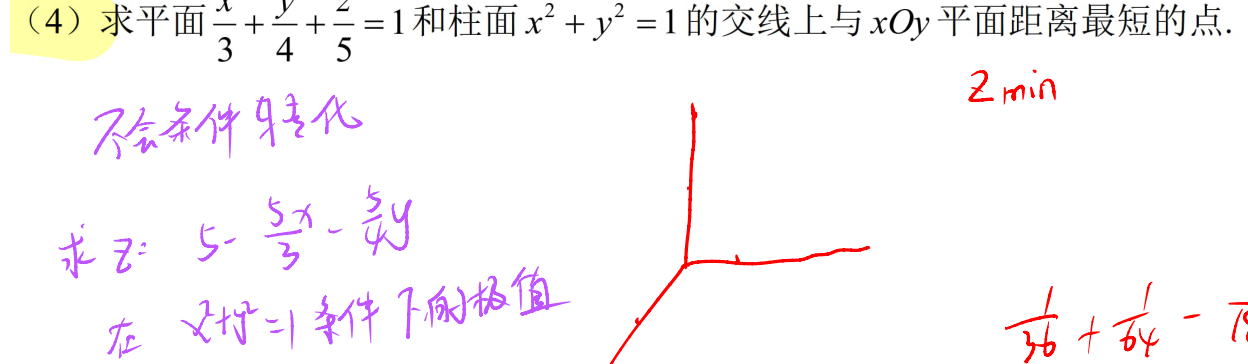 （4）求平面 x/3 + y/4 + z/5 = 1 和柱面 x² + y² = 1 的交线上与 xOy 平面距离最短的点.
z min
不会条件转化
求 z = 5 - 5x/3 - 5/4 y
在 x²+y²=1 条件下的极值
1/36 + 1/64 -